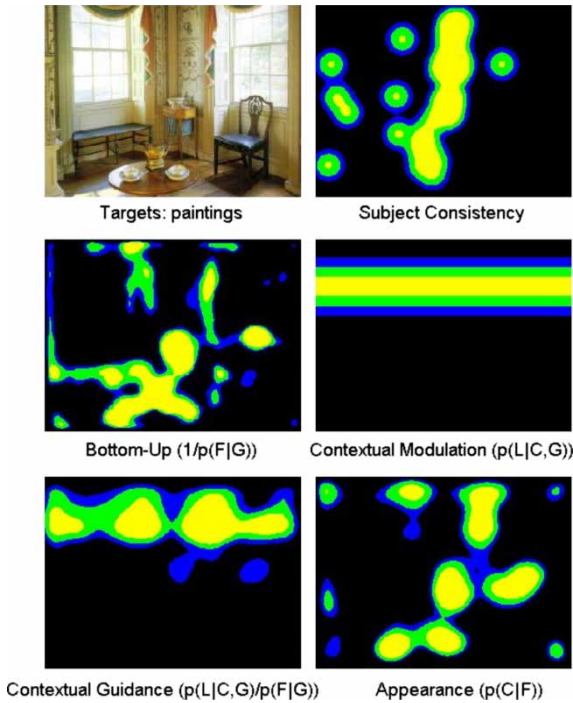 Targets: paintings
Subject Consistency
Bottom-Up (1/p(F|G))
Contextual Modulation (p(L|C,G))
Contextual Guidance (p(L|C,G)/p(F|G))
Appearance (p(C|F))